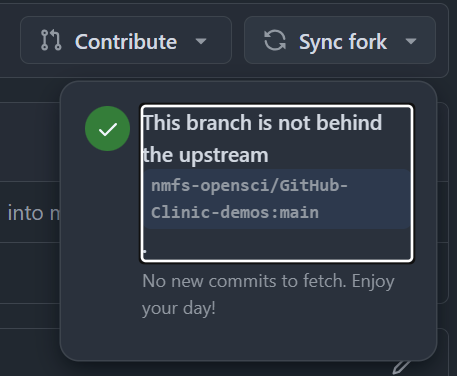 Contribute
Sync fork
This branch is not behind
the upstream
nmfs-opensci/GitHub-
Clinic-demos:main
.
into m
No new commits to fetch. Enjoy
your day!